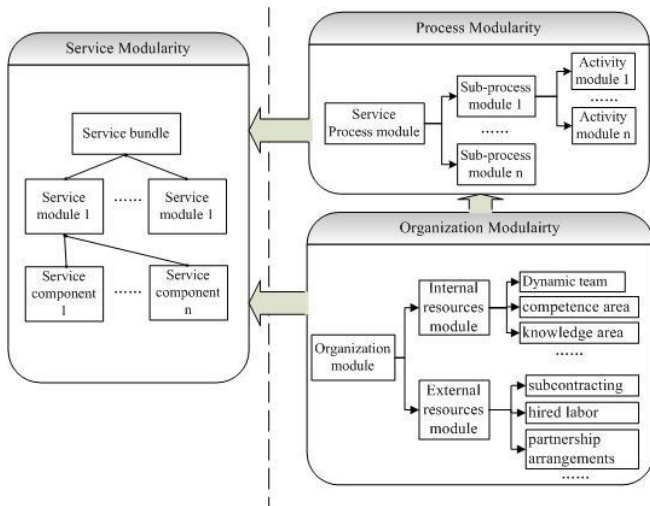 Service Modularity
Service bundle
Service
module 1
......
Service
module 1
Service
component
1
......
Service
component
n
Process Modularity
Service
Process module
Sub-process
module 1
......
Sub-process
module n
Activity
module 1
......
Activity
module n
Organization Modulairty
Organization
module
Internal
resources
module
Dynamic team
competence area
knowledge area
......
External
resources
module
subcontracting
hired labor
partnership
arrangements
......